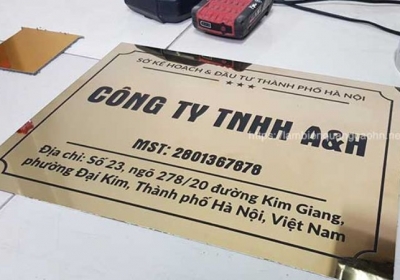 SỞ KẾ HOẠCH & ĐẦU TƯ THÀNH PHỐ HÀ NỘI
CÔNG TY TNHH A&H
MST: 2801367878
Địa chỉ: Số 23, ngõ 278/20 đường Kim Giang,
phường Đại Kim, Thành phố Hà Nội, Việt Nam